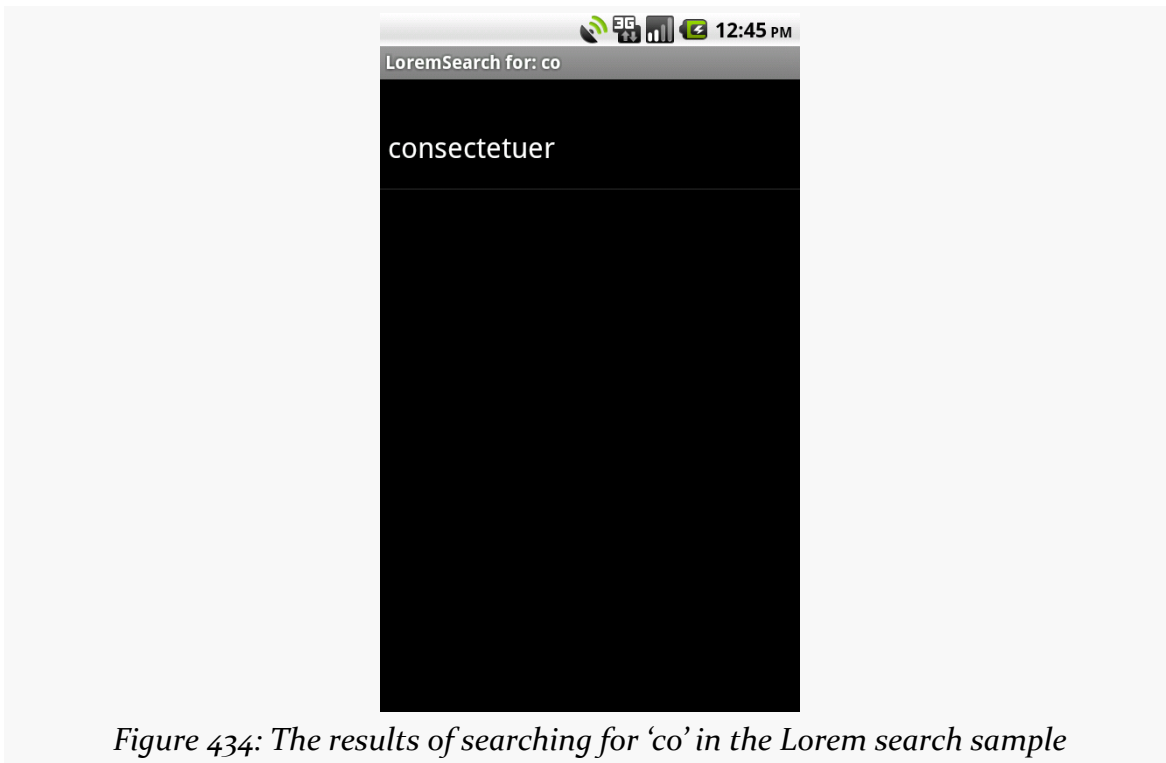 3G 12:45 PM
LoremSearch for: co
consectetuer
Figure 434: The results of searching for ‘co’ in the Lorem search sample